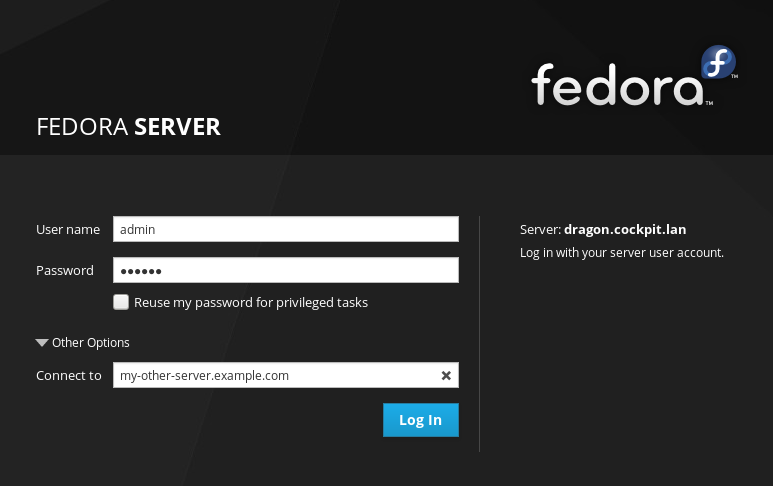 fedora™
FEDORA SERVER
User name admin
Password ••••••
Reuse my password for privileged tasks
Other Options
Connect to my-other-server.example.com
Log In
Server: dragon.cockpit.lan
Log in with your server user account.